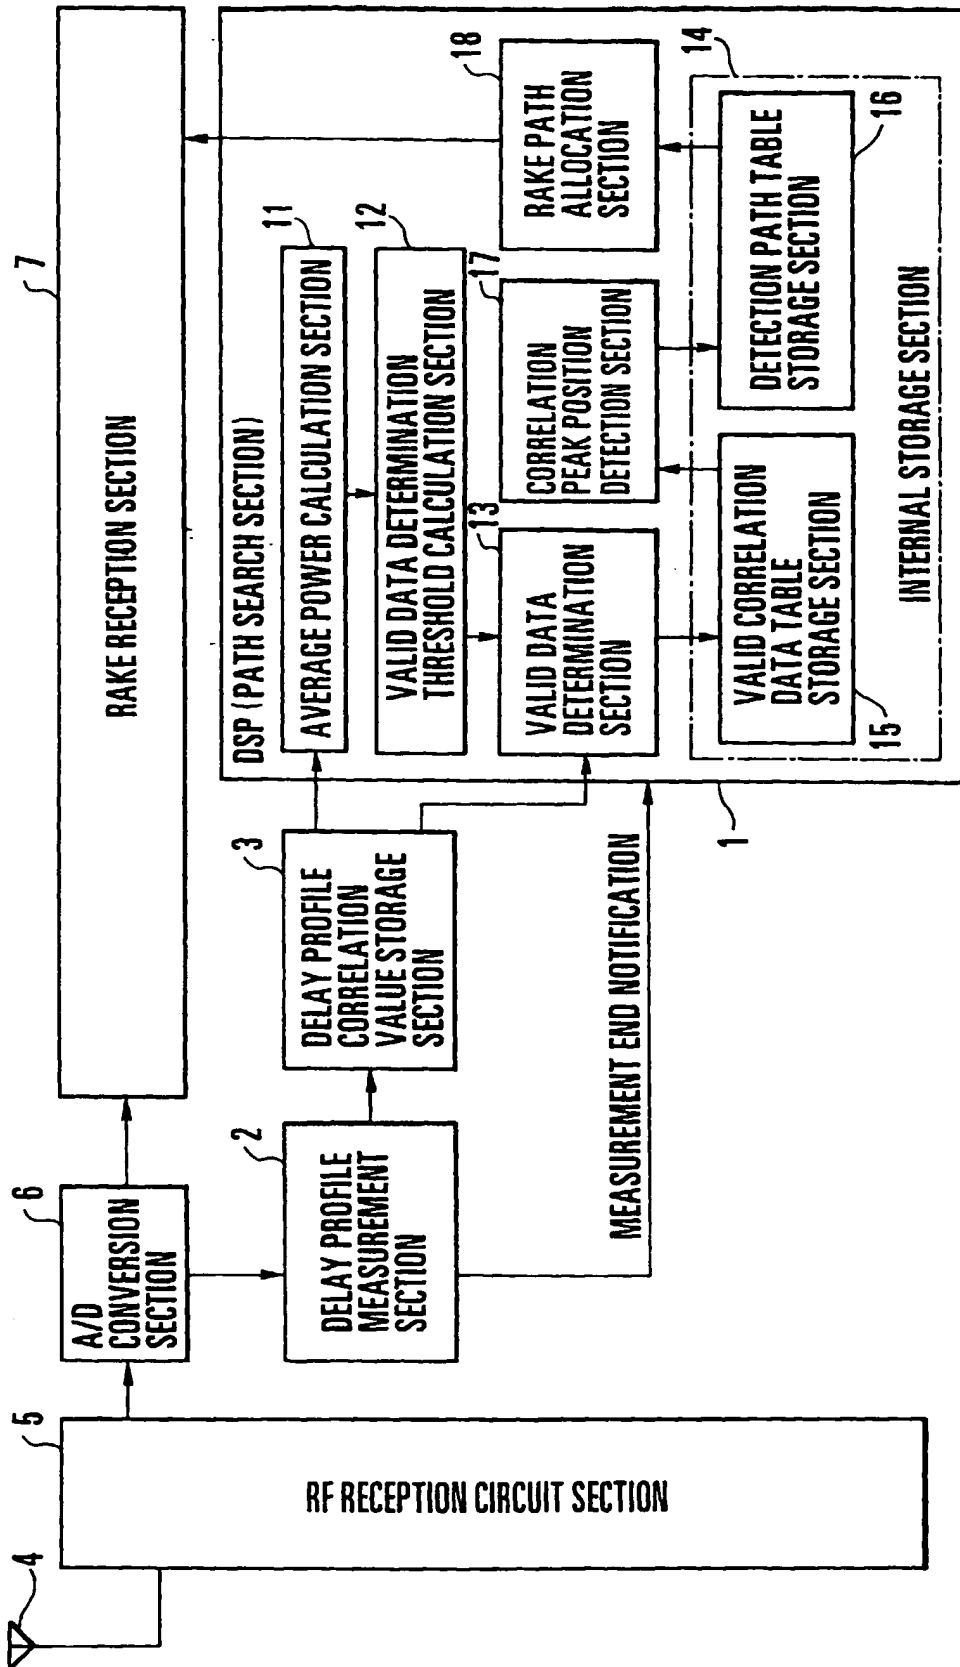 4
5
RF RECEPTION CIRCUIT SECTION
6
A/D
CONVERSION
SECTION
7
RAKE RECEPTION SECTION
2
DELAY PROFILE
MEASUREMENT
SECTION
3
DELAY PROFILE
CORRELATION
VALUE STORAGE
SECTION
MEASUREMENT END NOTIFICATION
1
DSP (PATH SEARCH SECTION)
11
AVERAGE POWER CALCULATION SECTION
12
VALID DATA DETERMINATION
THRESHOLD CALCULATION SECTION
13
VALID DATA
DETERMINATION
SECTION
17
CORRELATION
PEAK POSITION
DETECTION SECTION
18
RAKE PATH
ALLOCATION
SECTION
14
15
VALID CORRELATION
DATA TABLE
STORAGE SECTION
16
DETECTION PATH TABLE
STORAGE SECTION
INTERNAL STORAGE SECTION